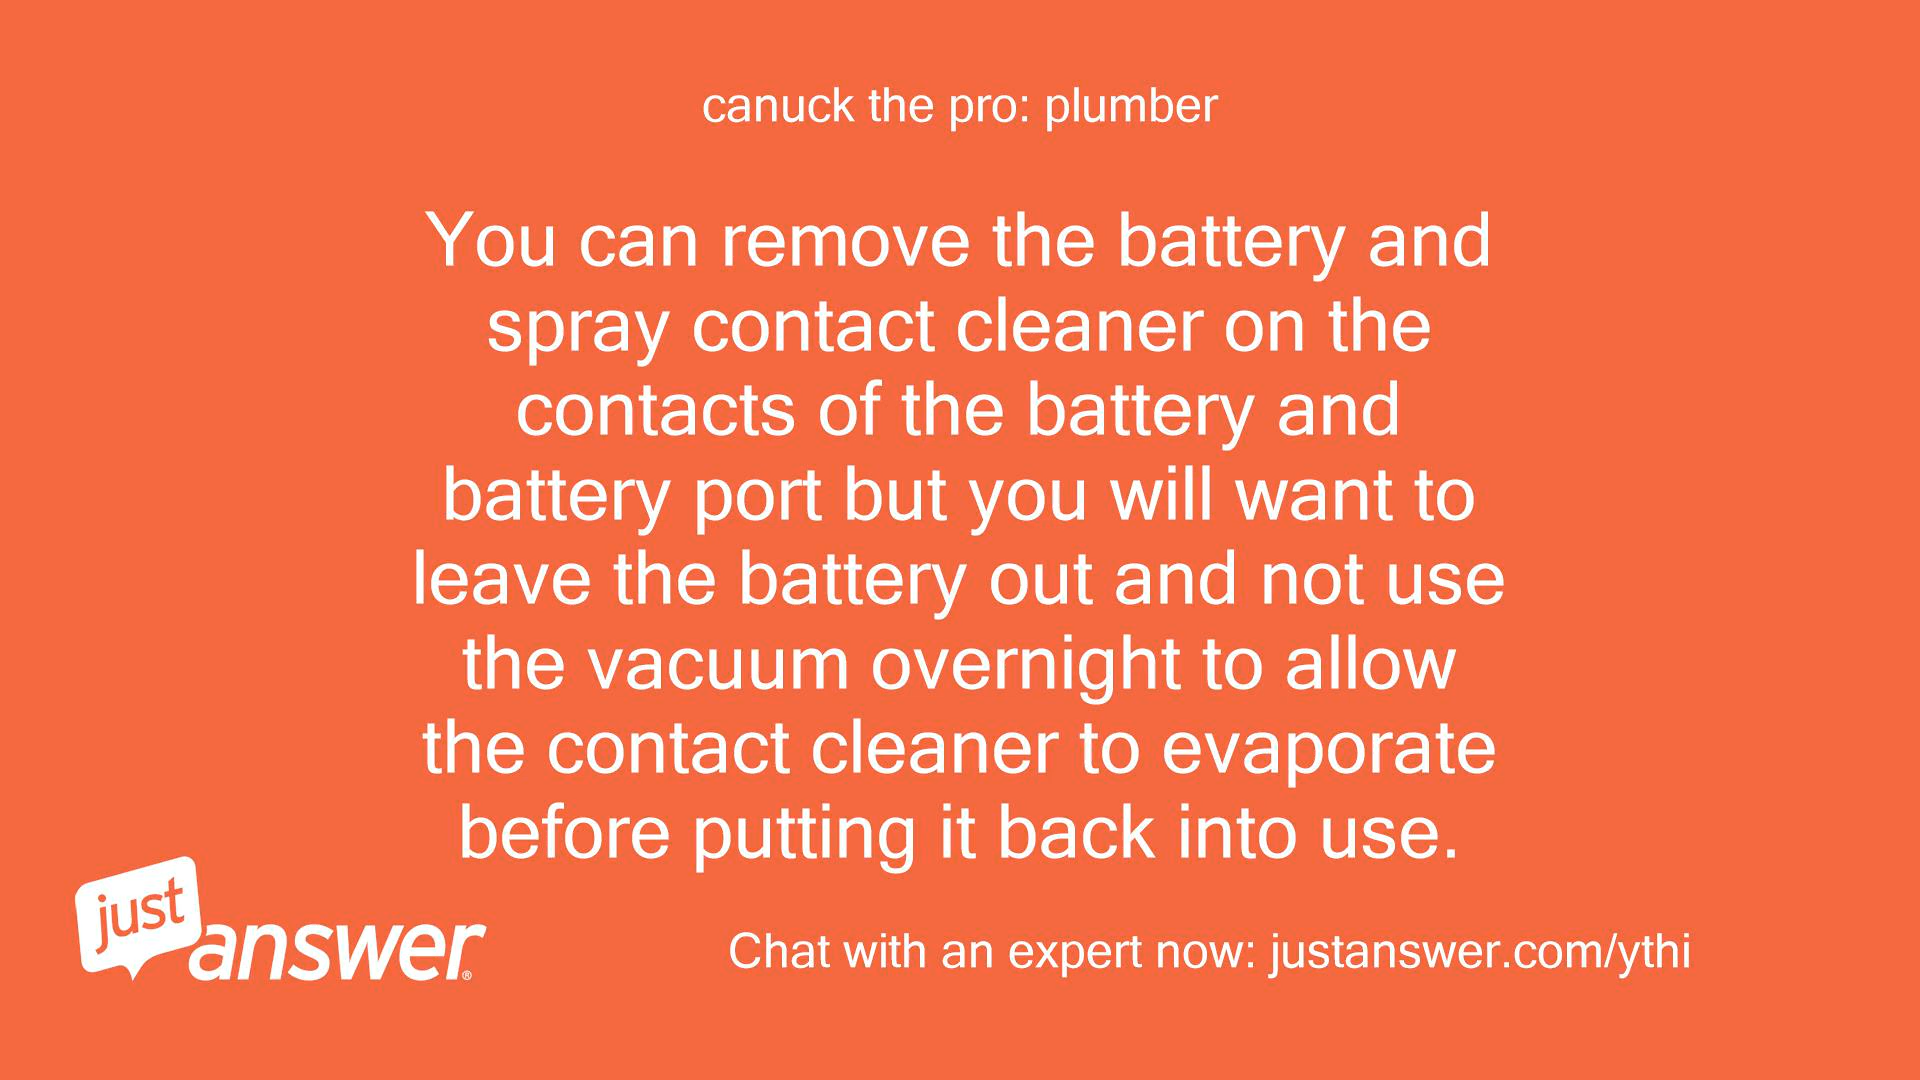 canuck the pro: plumber
You can remove the battery and
spray contact cleaner on the
contacts of the battery and
battery port but you will want to
leave the battery out and not use
the vacuum overnight to allow
the contact cleaner to evaporate
before putting it back into use.
just
answer®
Chat with an expert now: justanswer.com/ythi